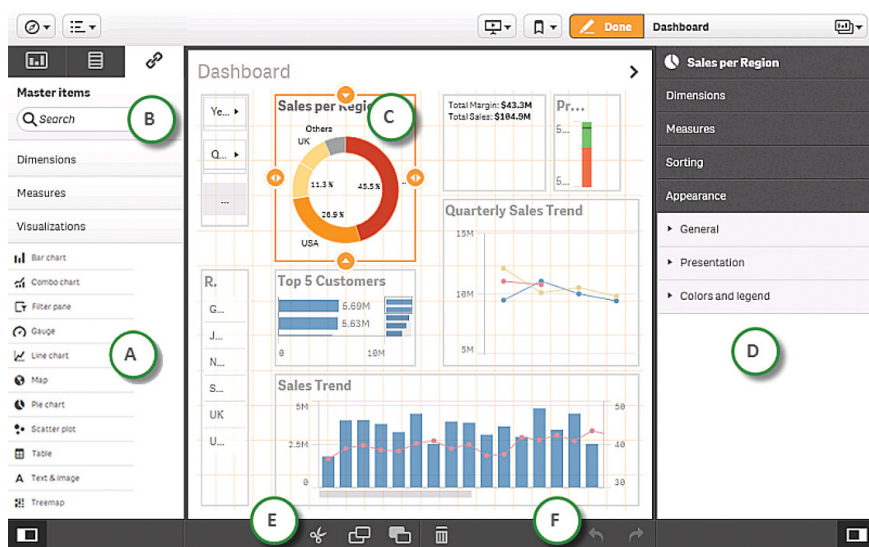 Done
Dashboard
Master items
B
Search
Dimensions
Measures
Visualizations
Bar chart
Combo chart
Filter pane
Gauge
Line chart
A
Map
Pie chart
Scatter plot
Table
A Text & image
Treemap
Dashboard
Ye...
Q...
...
Sales per Region
C
Others
UK
11.3%
45.5%
...
26.9%
USA
Total Margin: $43.3M
Total Sales: $104.9M
Pr...
5...
5...
Quarterly Sales Trend
15M
10M
5M
R.
G...
J...
N...
S...
UK
U...
Top 5 Customers
5.69M
5.63M
0
10M
Sales Trend
5M
2.5M
0
50
40
30
E
F
Sales per Region
Dimensions
Measures
Sorting
Appearance
General
Presentation
Colors and legend
D